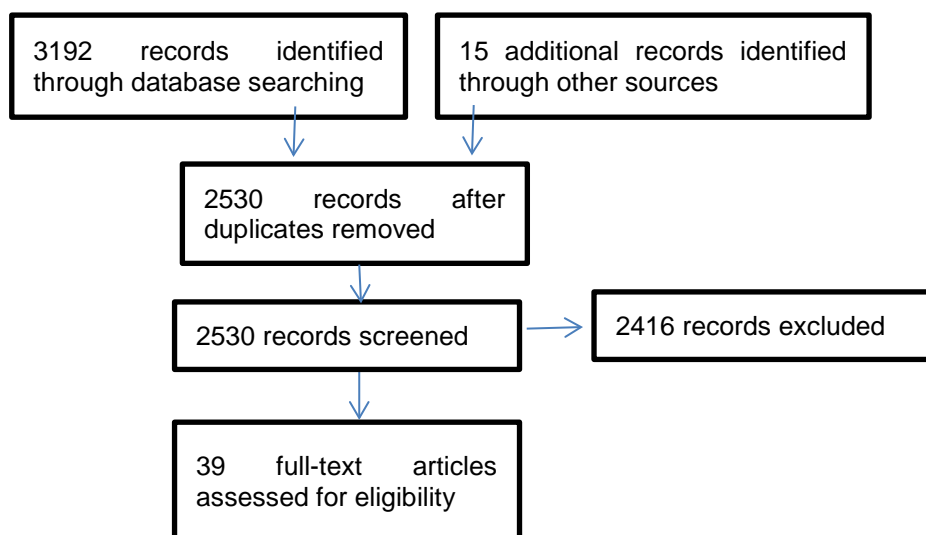 3192 records identified
through database searching
15 additional records identified
through other sources
2530 records after
duplicates removed
2530 records screened
2416 records excluded
39 full-text articles
assessed for eligibility